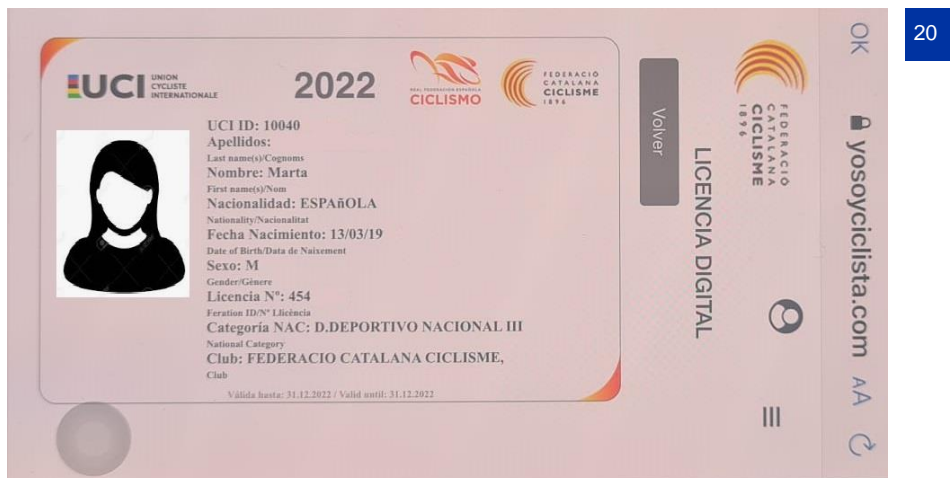 UCI UNION
CYCLISTE
INTERNATIONALE
2022
REAL FEDERACIÓN ESPAÑOLA
CICLISMO
FEDERACIÓ
CATALANA
CICLISME
1896
UCI ID: 10040
Apellidos:
Last name(s)/Cognoms
Nombre: Marta
First name(s)/Nom
Nacionalidad: ESPAñOLA
Nationality/Nacionalitat
Fecha Nacimiento: 13/03/19
Date of Birth/Data de Naixement
Sexo: M
Gender/Gènere
Licencia Nº: 454
Feration ID/Nº Llicència
Categoría NAC: D.DEPORTIVO NACIONAL III
National Category
Club: FEDERACIO CATALANA CICLISME,
Club
Válida hasta: 31.12.2022 / Valid until: 31.12.2022
Volver
LICENCIA DIGITAL
FEDERACIÓ
CATALANA
CICLISME
1896
OK
yosoyciclista.com
AA
20